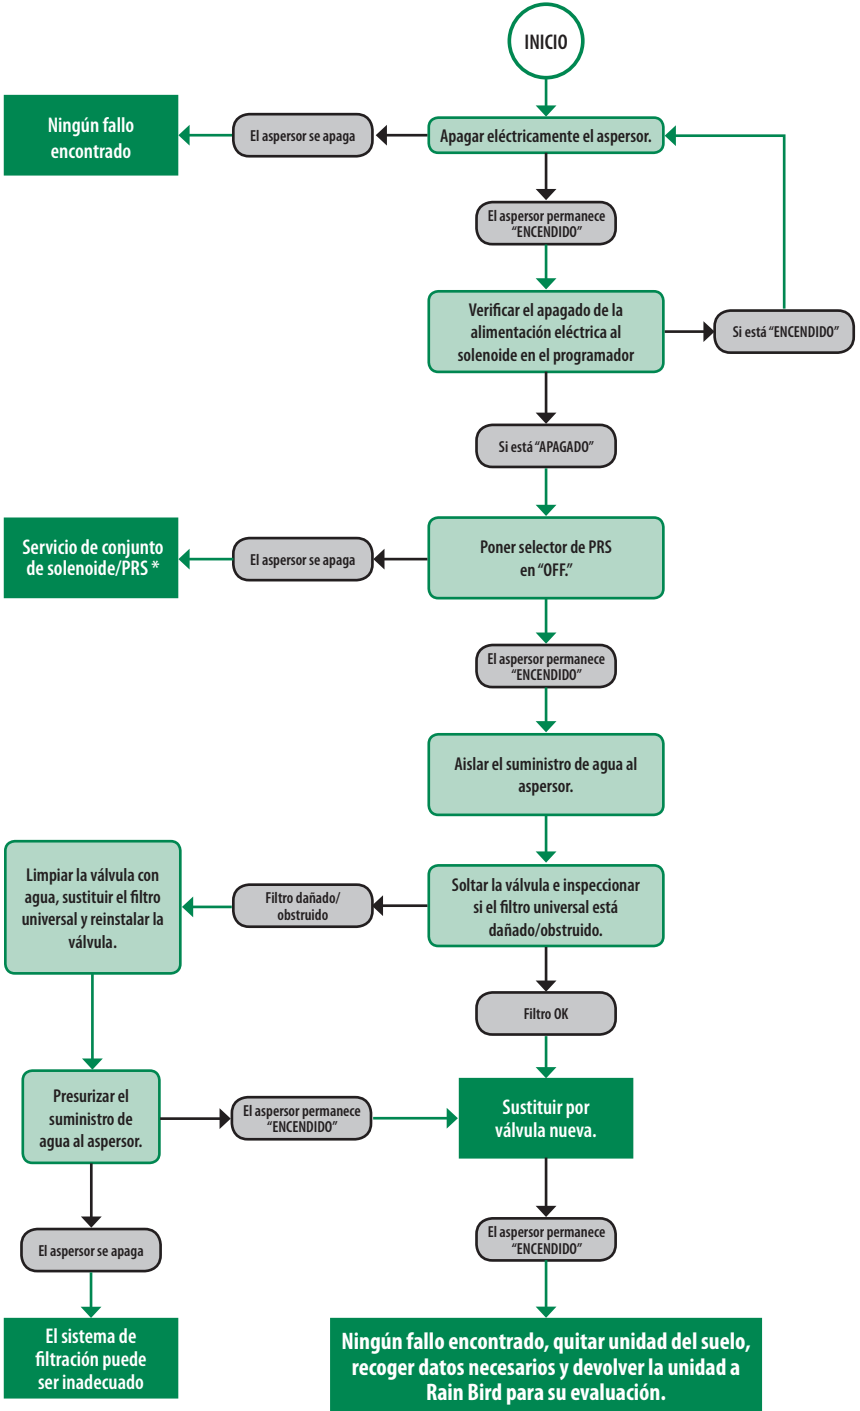 INICIO
Ningún fallo
encontrado
El aspersor se apaga
Apagar eléctricamente el aspersor.
El aspersor permanece
“ENCENDIDO”
Verificar el apagado de la
alimentación eléctrica al
solenoide en el programador
Si está “ENCENDIDO”
Si está “APAGADO”
Servicio de conjunto
de solenoide/PRS *
El aspersor se apaga
Poner selector de PRS
en “OFF.”
El aspersor permanece
“ENCENDIDO”
Aislar el suministro de agua al
aspersor.
Limpiar la válvula con
agua, sustituir el filtro
universal y reinstalar la
válvula.
Filtro dañado/
obstruido
Soltar la válvula e inspeccionar
si el filtro universal está
dañado/obstruido.
Filtro OK
Presurizar el
suministro de
agua al aspersor.
El aspersor permanece
“ENCENDIDO”
Sustituir por
válvula nueva.
El aspersor se apaga
El aspersor permanece
“ENCENDIDO”
El sistema de
filtración puede
ser inadecuado
Ningún fallo encontrado, quitar unidad del suelo,
recoger datos necesarios y devolver la unidad a
Rain Bird para su evaluación.